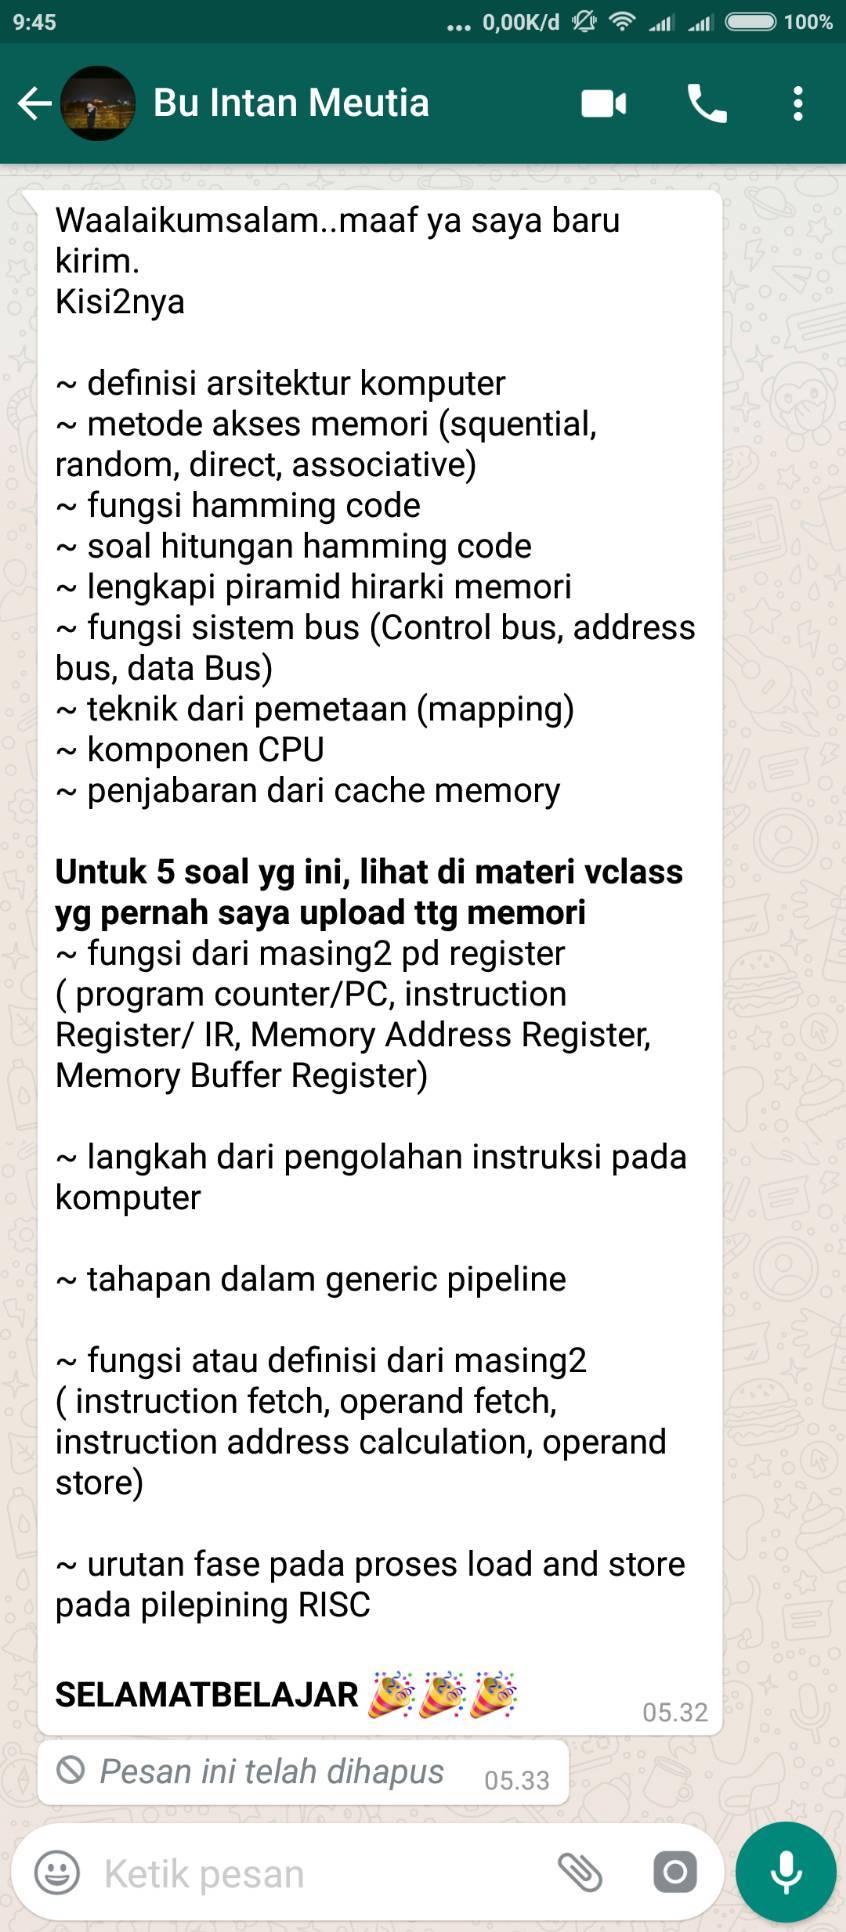 9:45
... 0,00K/d 100%
Bu Intan Meutia
Waalaikumsalam..maaf ya saya baru
kirim.
Kisi2nya
~ definisi arsitektur komputer
~ metode akses memori (squential,
random, direct, associative)
~ fungsi hamming code
~ soal hitungan hamming code
~ lengkapi piramid hirarki memori
~ fungsi sistem bus (Control bus, address
bus, data Bus)
~ teknik dari pemetaan (mapping)
~ komponen CPU
~ penjabaran dari cache memory
Untuk 5 soal yg ini, lihat di materi vclass
yg pernah saya upload ttg memori
~ fungsi dari masing2 pd register
( program counter/PC, instruction
Register/ IR, Memory Address Register,
Memory Buffer Register)
~ langkah dari pengolahan instruksi pada
komputer
~ tahapan dalam generic pipeline
~ fungsi atau definisi dari masing2
( instruction fetch, operand fetch,
instruction address calculation, operand
store)
~ urutan fase pada proses load and store
pada pilepining RISC
SELAMATBELAJAR 🎉🎉🎉
05.32
Pesan ini telah dihapus 05.33
Ketik pesan